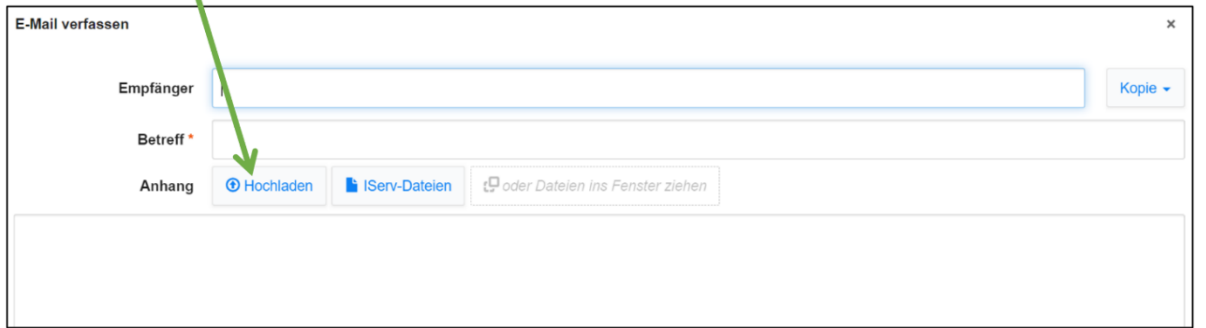 E-Mail verfassen ×
Empfänger Kopie
Betreff *
Anhang Hochladen IServ-Dateien oder Dateien ins Fenster ziehen